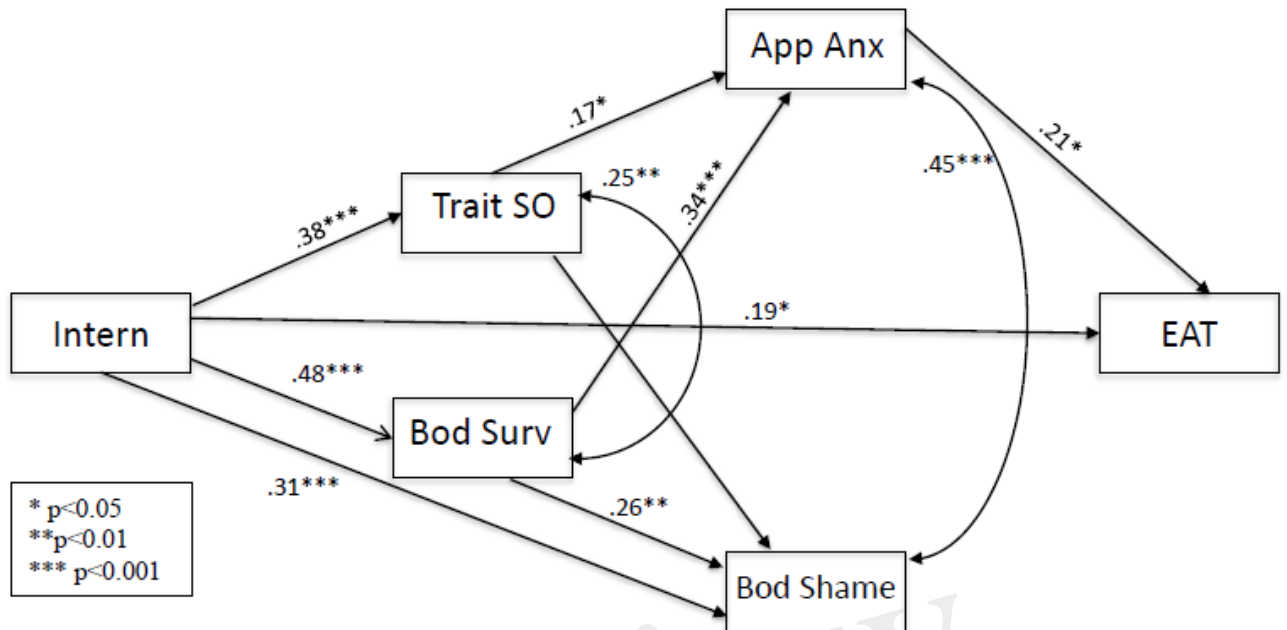 App Anx
.17*
.21*
.25**
.34***
.45***
Trait SO
.38***
Intern
.19*
EAT
.48***
Bod Surv
.31***
.26**
* p<0.05
**p<0.01
*** p<0.001
Bod Shame